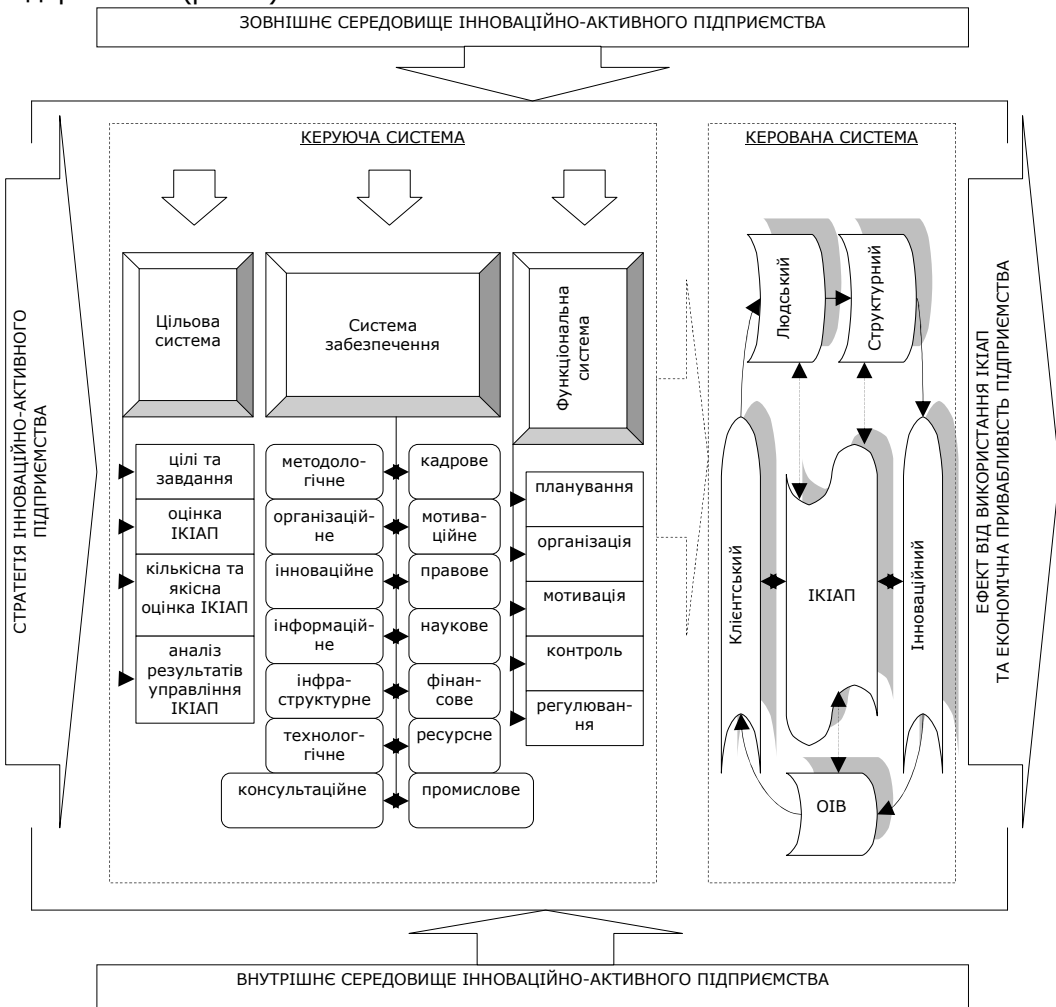 ЗОВНІШНЄ СЕРЕДОВИЩЕ ІННОВАЦІЙНО-АКТИВНОГО ПІДПРИЄМСТВА
СТРАТЕГІЯ ІННОВАЦІЙНО-АКТИВНОГО
ПІДПРИЄМСТВА
КЕРУЮЧА СИСТЕМА
Цільова
система
Система
забезпечення
Функціональна
система
цілі та
завдання
оцінка
ІКІАП
кількісна та
якісна
оцінка ІКІАП
аналіз
результатів
управління
ІКІАП
методоло-
гічне
кадрове
організацій-
не
мотива-
ційне
інноваційне
правове
інформацій-
не
наукове
інфра-
структурне
фінан-
сове
технолог-
гічне
ресурсне
консультаційне
промислове
планування
організація
мотивація
контроль
регулюван-
ня
КЕРОВАНА СИСТЕМА
Людський
Структурний
Клієнтський
ІКІАП
Інноваційний
ОІВ
ЕФЕКТ ВІД ВИКОРИСТАННЯ ІКІАП
ТА ЕКОНОМІЧНА ПРИВАБЛИВІСТЬ ПІДПРИЄМСТВА
ВНУТРІШНЄ СЕРЕДОВИЩЕ ІННОВАЦІЙНО-АКТИВНОГО ПІДПРИЄМСТВА